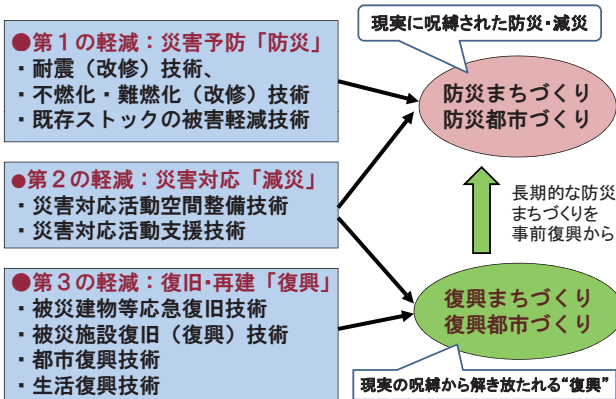 ●第1の軽減：災害予防「防災」
・耐震（改修）技術、
・不燃化・難燃化（改修）技術
・既存ストックの被害軽減技術
●第2の軽減：災害対応「減災」
・災害対応活動空間整備技術
・災害対応活動支援技術
●第3の軽減：復旧・再建「復興」
・被災建物等応急復旧技術
・被災施設復旧（復興）技術
・都市復興技術
・生活復興技術
現実に呪縛された防災・減災
防災まちづくり
防災都市づくり
長期的な防災
まちづくりを
事前復興から
復興まちづくり
復興都市づくり
現実の呪縛から解き放たれる“復興”